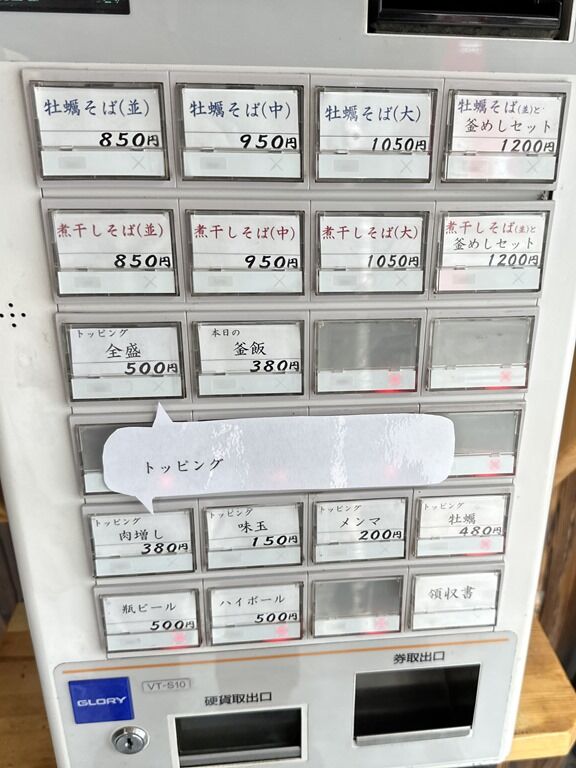 牡蠣そば(並)
850円
牡蠣そば(中)
950円
牡蠣そば(大)
1050円
牡蠣そば(並)と
釜めしセット
1200円
煮干しそば(並)
850円
煮干しそば(中)
950円
煮干しそば(大)
1050円
煮干しそば(並)と
釜めしセット
1200円
トッピング
全盛
500円
本日の
釜飯
380円
トッピング
トッピング
肉増し
380円
トッピング
味玉
150円
トッピング
メンマ
200円
トッピング
牡蠣
480円
瓶ビール
500円
ハイボール
500円
領収書
GLORY
VT-S10
硬貨取出口
券取出口